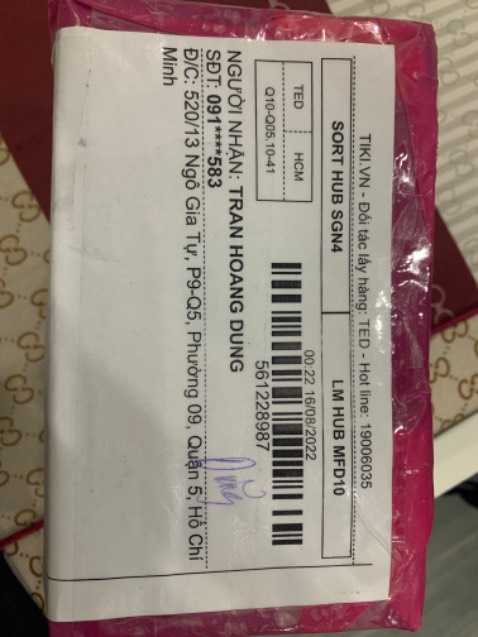 TIKI.VN - Đối tác lấy hàng: TED - Hot line: 19006035
SORT HUB SGN4
LM HUB MFD10
TED
HCM
Q10-Q05.10-41
00:22 16/08/2022
561228987
NGƯỜI NHẬN: TRAN HOANG DUNG
SĐT: 091****583
Đ/C: 520/13 Ngô Gia Tự, P9-Q5, Phường 09, Quận 5, Hồ Chí
Minh